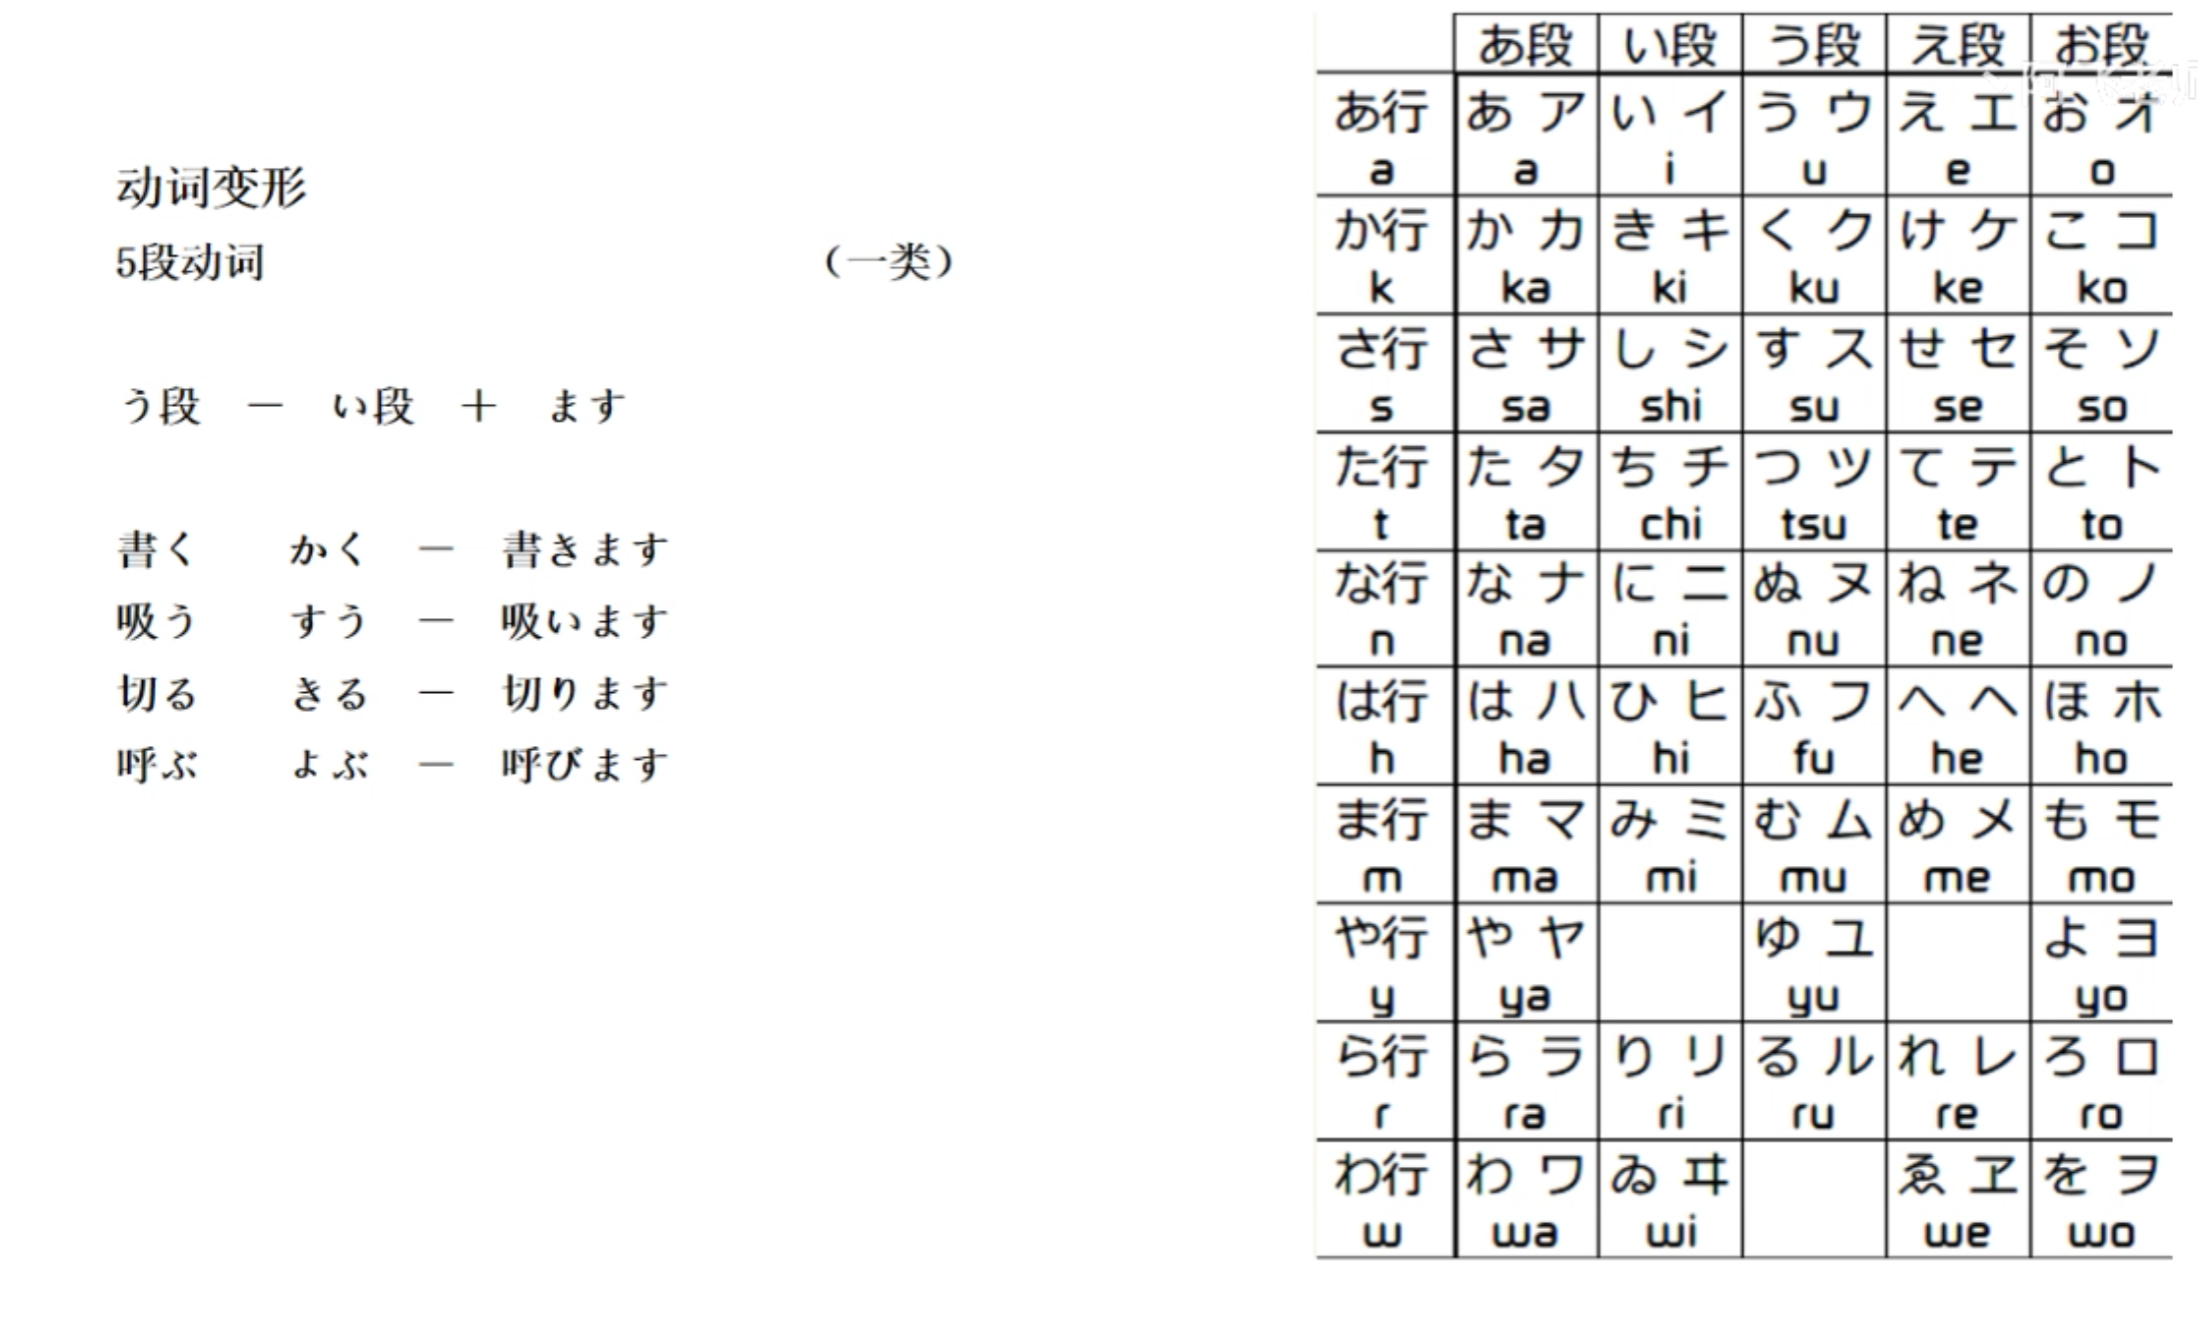 动词变形
5段动词 （一类）
う段 － い段 ＋ ます
書く かく － 書きます
吸う すう － 吸います
切る きる － 切ります
呼ぶ よぶ － 呼びます
あ段 い段 う段 え段 お段
あ行 あ ア い イ う ウ え エ お オ
a a i u e o
か行 か カ き キ く ク け ケ こ コ
k ka ki ku ke ko
さ行 さ サ し シ す ス せ セ そ ソ
s sa shi su se so
た行 た タ ち チ つ ツ て テ と ト
t ta chi tsu te to
な行 な ナ に ニ ぬ ヌ ね ネ の ノ
n na ni nu ne no
は行 は ハ ひ ヒ ふ フ へ ヘ ほ ホ
h ha hi fu he ho
ま行 ま マ み ミ む ム め メ も モ
m ma mi mu me mo
や行 や ヤ ゆ ユ よ ヨ
y ya yu yo
ら行 ら ラ り リ る ル れ レ ろ ロ
r ra ri ru re ro
わ行 わ ワ ゐ ヰ ゑ ヱ を ヲ
w wa wi we wo